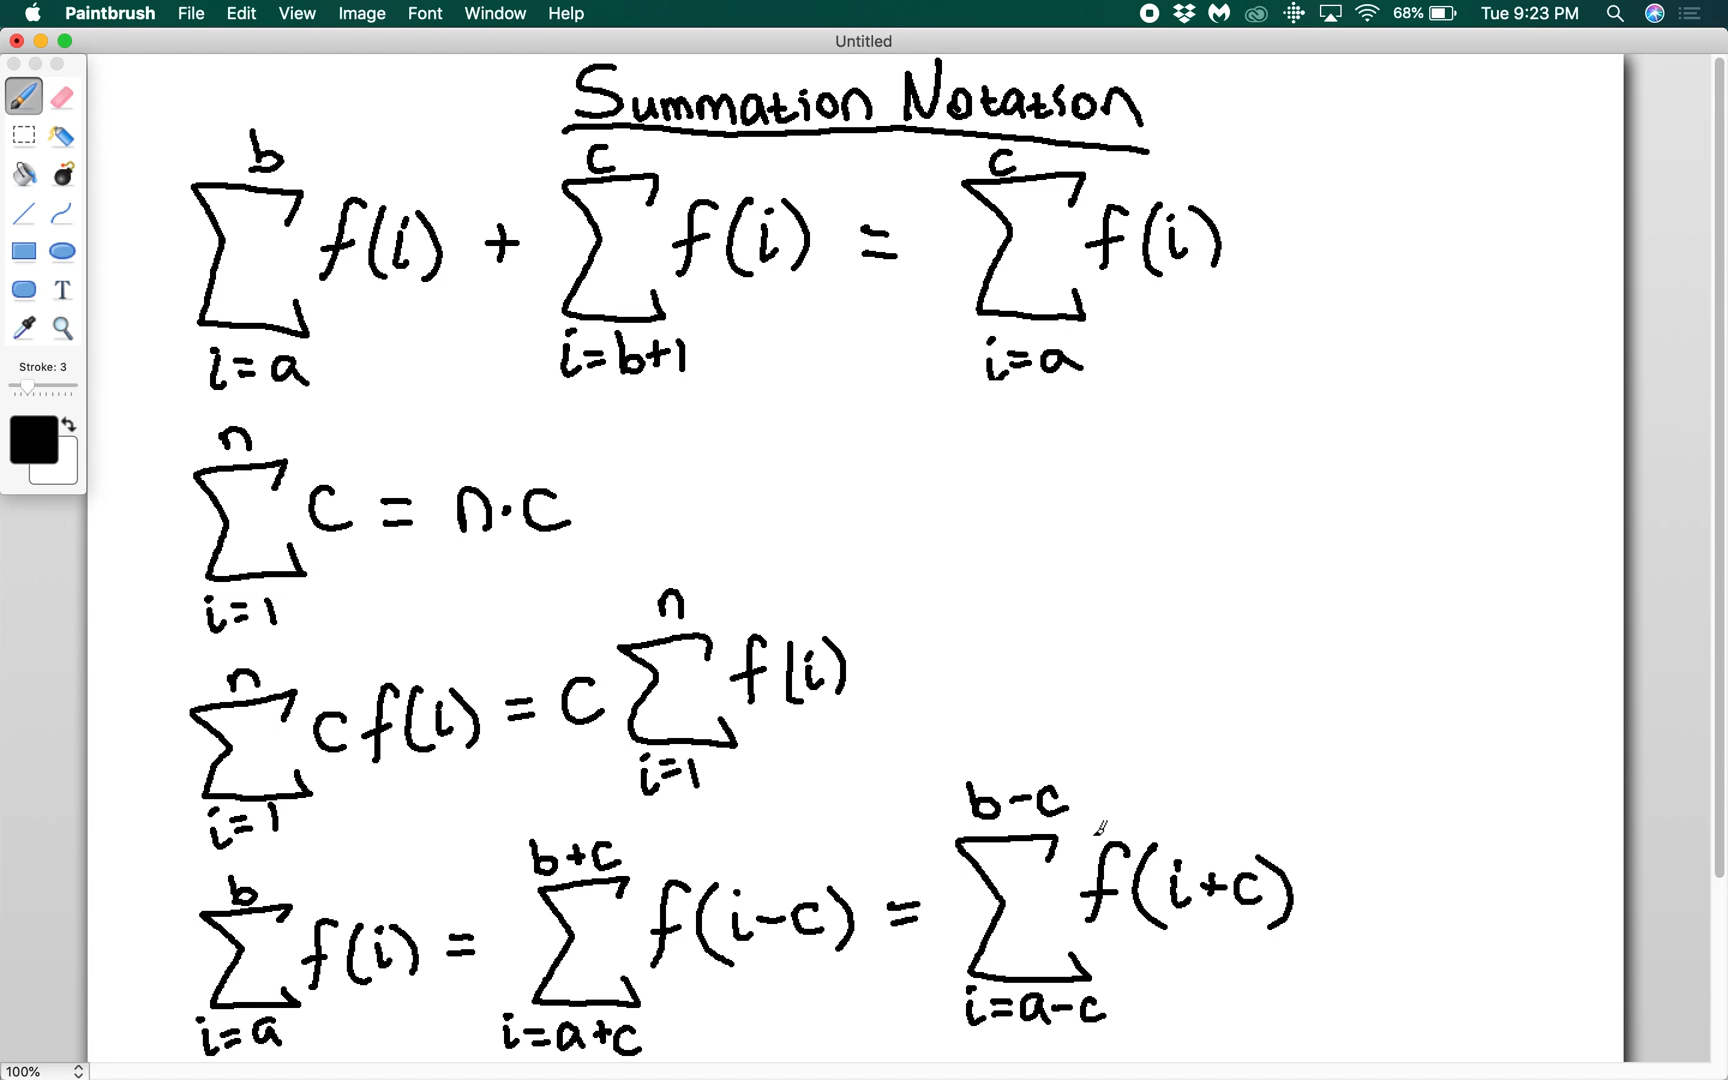 Paintbrush File Edit View Image Font Window Help 68% Tue 9:23 PM
Untitled
Summation Notation
b c c
∑ f(i) + ∑ f(i) = ∑ f(i)
i=a i=b+1 i=a
Stroke: 3
T
n
∑ c = n·c
i=1
n n
∑ c f(i) = c ∑ f(i)
i=1 i=1
b b+c b-c
∑ f(i) = ∑ f(i-c) = ∑ f(i+c)
i=a i=a+c i=a-c
100%